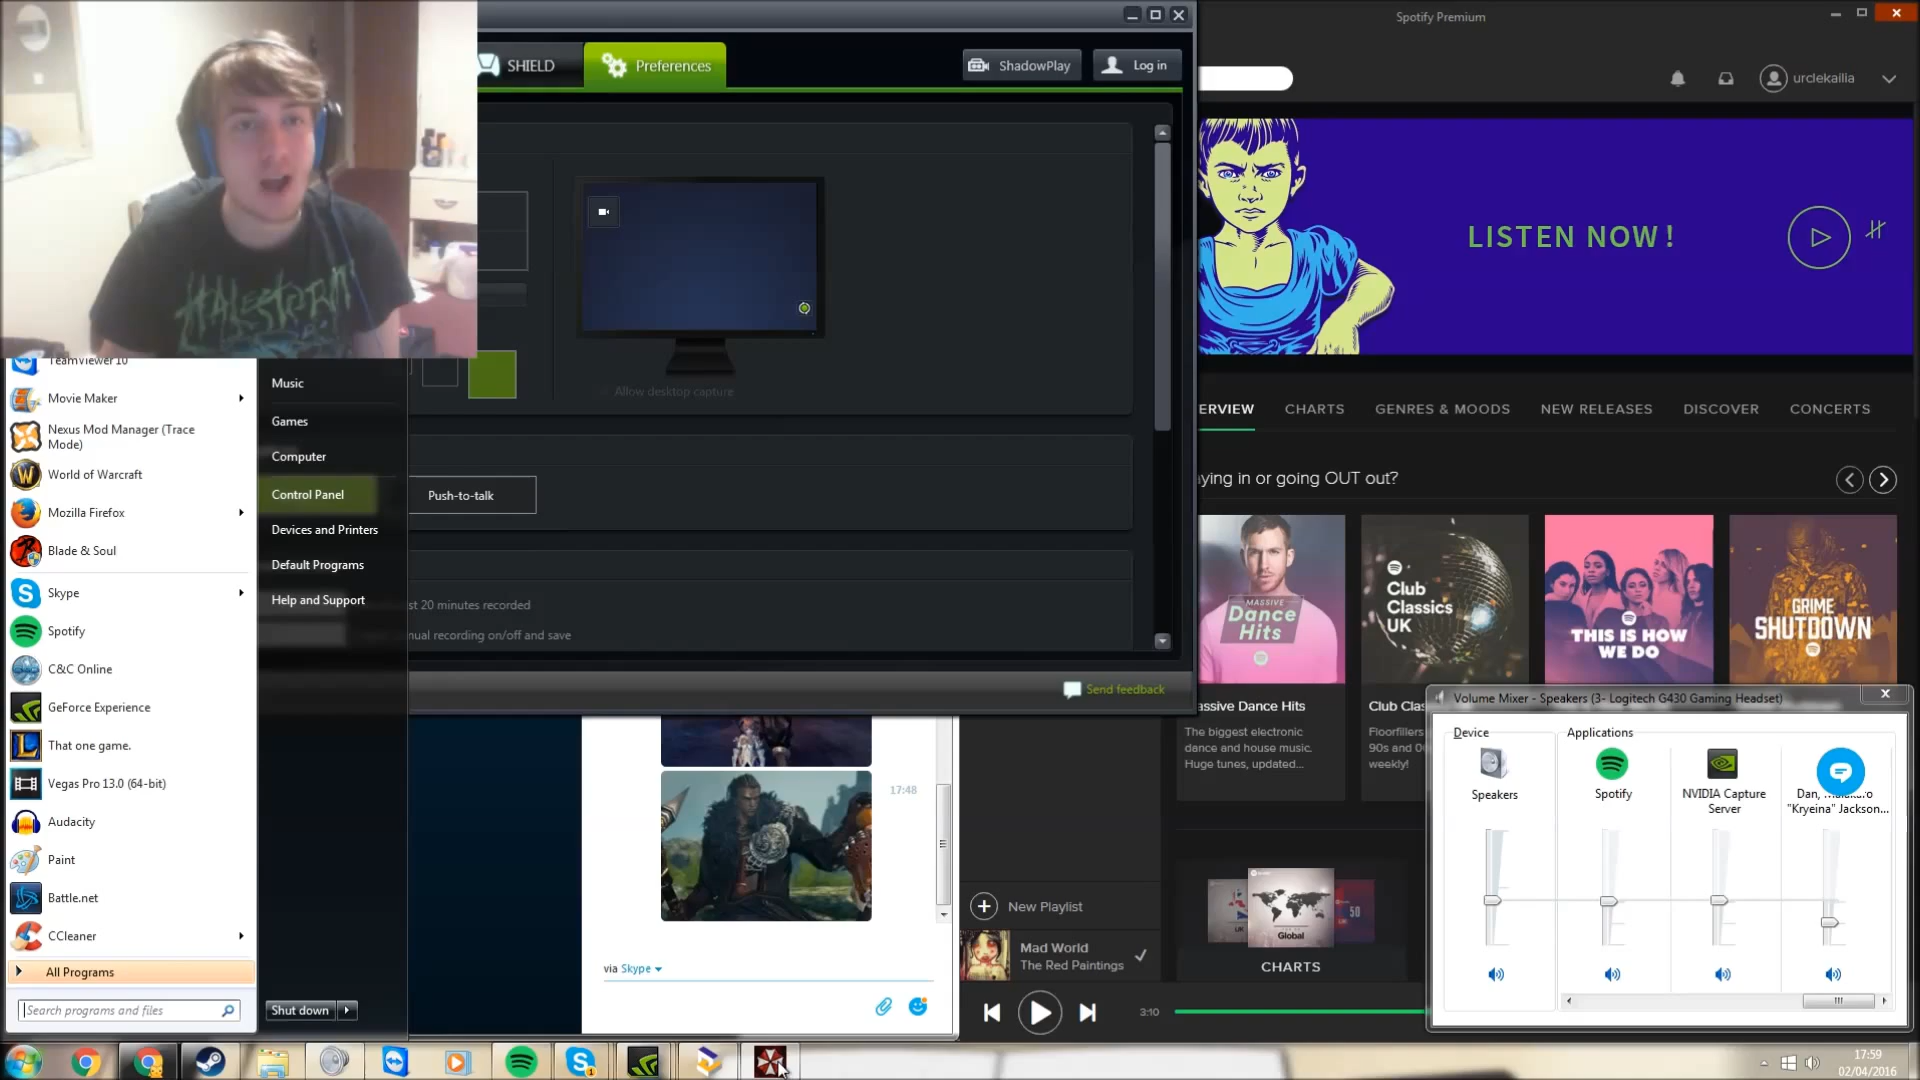 Spotify Premium
SHIELD
Preferences
ShadowPlay
Log in
urclekailia
HALESTORM
LISTEN NOW!
Allow desktop capture
TeamViewer 10
Movie Maker
Nexus Mod Manager (Trace
Mode)
World of Warcraft
Mozilla Firefox
Blade & Soul
Skype
Spotify
C&C Online
GeForce Experience
That one game.
Vegas Pro 13.0 (64-bit)
Audacity
Paint
Battle.net
CCleaner
All Programs
Search programs and files
Music
Games
Computer
Control Panel
Devices and Printers
Default Programs
Help and Support
Shut down
Push-to-talk
st 20 minutes recorded
nual recording on/off and save
Send feedback
ERVIEW
CHARTS
GENRES & MOODS
NEW RELEASES
DISCOVER
CONCERTS
aying in or going OUT out?
MASSIVE
Dance
Hits
Club
Classics
UK
THIS IS HOW
WE DO
GRIME
SHUTDOWN
assive Dance Hits
The biggest electronic
dance and house music.
Huge tunes, updated...
Club Clas
Floorfillers
90s and 00
weekly!
Volume Mixer - Speakers (3- Logitech G430 Gaming Headset)
Device
Applications
Speakers
Spotify
NVIDIA Capture
Server
Dan,
"Kryeina" Jackson...
17:48
via Skype
New Playlist
Mad World
The Red Paintings
UK
Global
50
CHARTS
3:10
17:59
02/04/2016